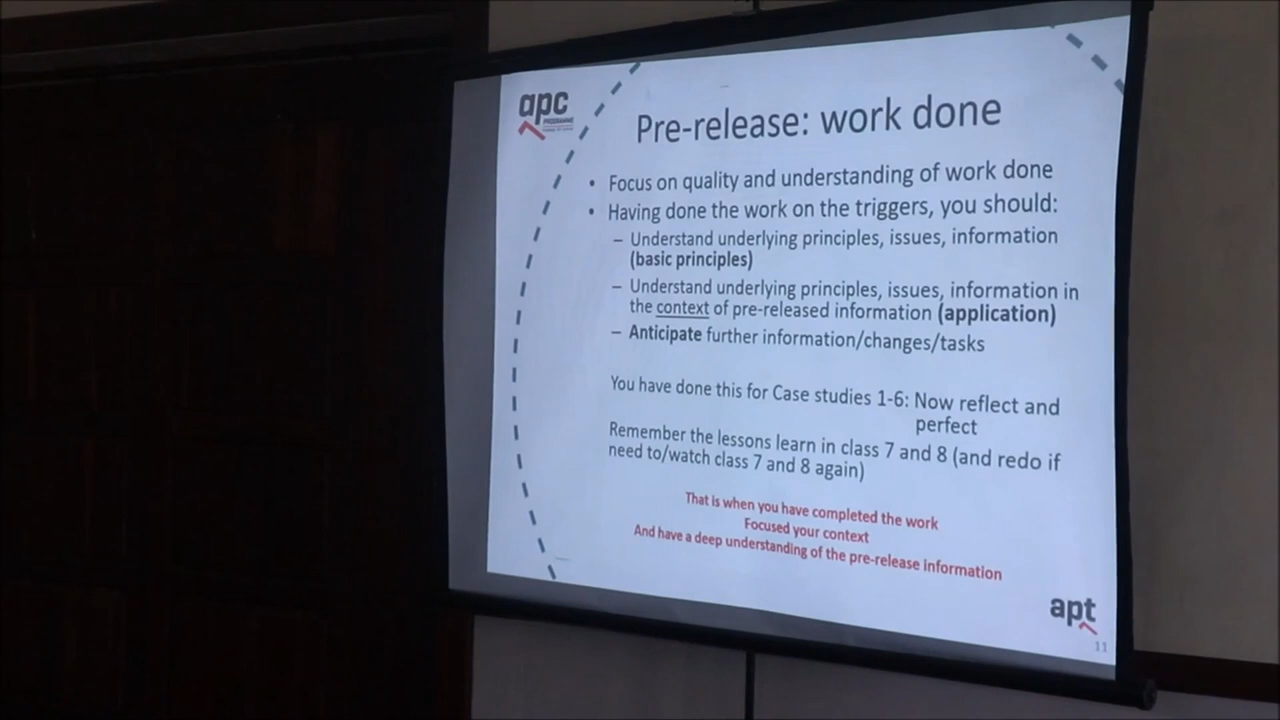 apc
PROGRAMME
Pre-release: work done
• Focus on quality and understanding of work done
• Having done the work on the triggers, you should:
– Understand underlying principles, issues, information
(basic principles)
– Understand underlying principles, issues, information in
the context of pre-released information (application)
– Anticipate further information/changes/tasks
You have done this for Case studies 1-6: Now reflect and
perfect
Remember the lessons learn in class 7 and 8 (and redo if
need to/watch class 7 and 8 again)
That is when you have completed the work
Focused your context
And have a deep understanding of the pre-release information
apt
11